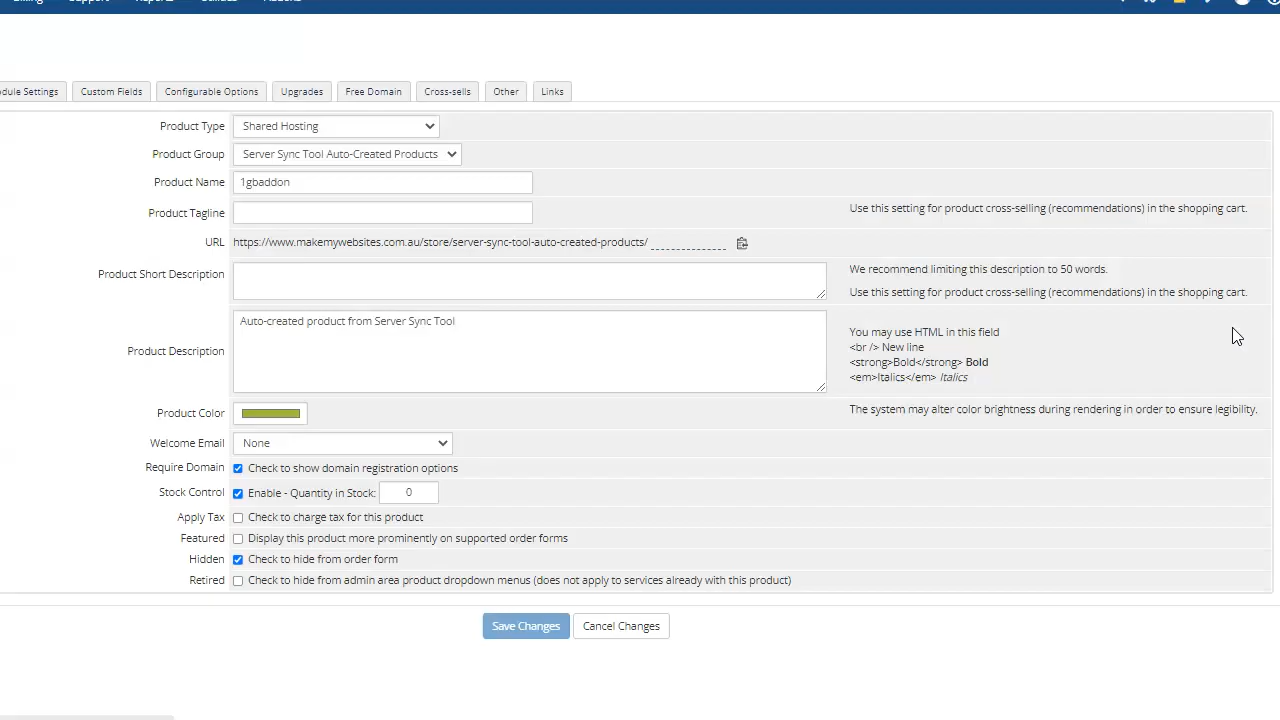 Billing Support Reports Utilities Addons
dule Settings Custom Fields Configurable Options Upgrades Free Domain Cross-sells Other Links
Product Type Shared Hosting
Product Group Server Sync Tool Auto-Created Products
Product Name 1gbaddon
Product Tagline Use this setting for product cross-selling (recommendations) in the shopping cart.
URL https://www.makemywebsites.com.au/store/server-sync-tool-auto-created-products/
Product Short Description We recommend limiting this description to 50 words.
Use this setting for product cross-selling (recommendations) in the shopping cart.
Auto-created product from Server Sync Tool
Product Description You may use HTML in this field
<br /> New line
<strong>Bold</strong> Bold
<em>Italics</em> Italics
Product Color The system may alter color brightness during rendering in order to ensure legibility.
Welcome Email None
Require Domain Check to show domain registration options
Stock Control Enable - Quantity in Stock: 0
Apply Tax Check to charge tax for this product
Featured Display this product more prominently on supported order forms
Hidden Check to hide from order form
Retired Check to hide from admin area product dropdown menus (does not apply to services already with this product)
Save Changes Cancel Changes